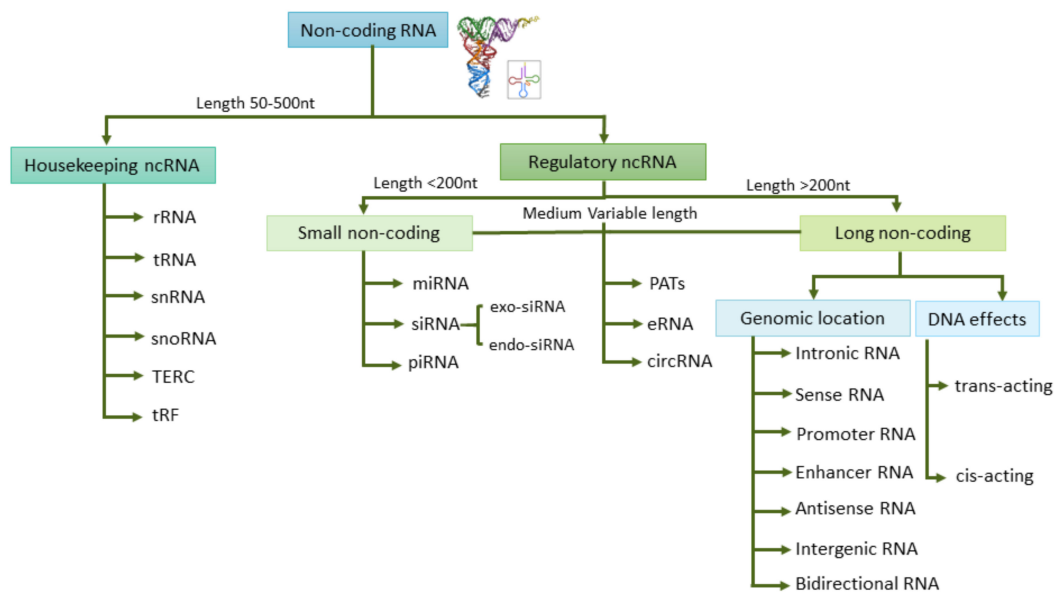 Non-coding RNA
Length 50-500nt
Housekeeping ncRNA
Regulatory ncRNA
Length <200nt
Length >200nt
rRNA
tRNA
snRNA
snoRNA
TERC
tRF
Small non-coding
Medium Variable length
Long non-coding
miRNA
siRNA
exo-siRNA
endo-siRNA
piRNA
PATs
eRNA
circRNA
Genomic location
DNA effects
Intronic RNA
Sense RNA
Promoter RNA
Enhancer RNA
Antisense RNA
Intergenic RNA
Bidirectional RNA
trans-acting
cis-acting